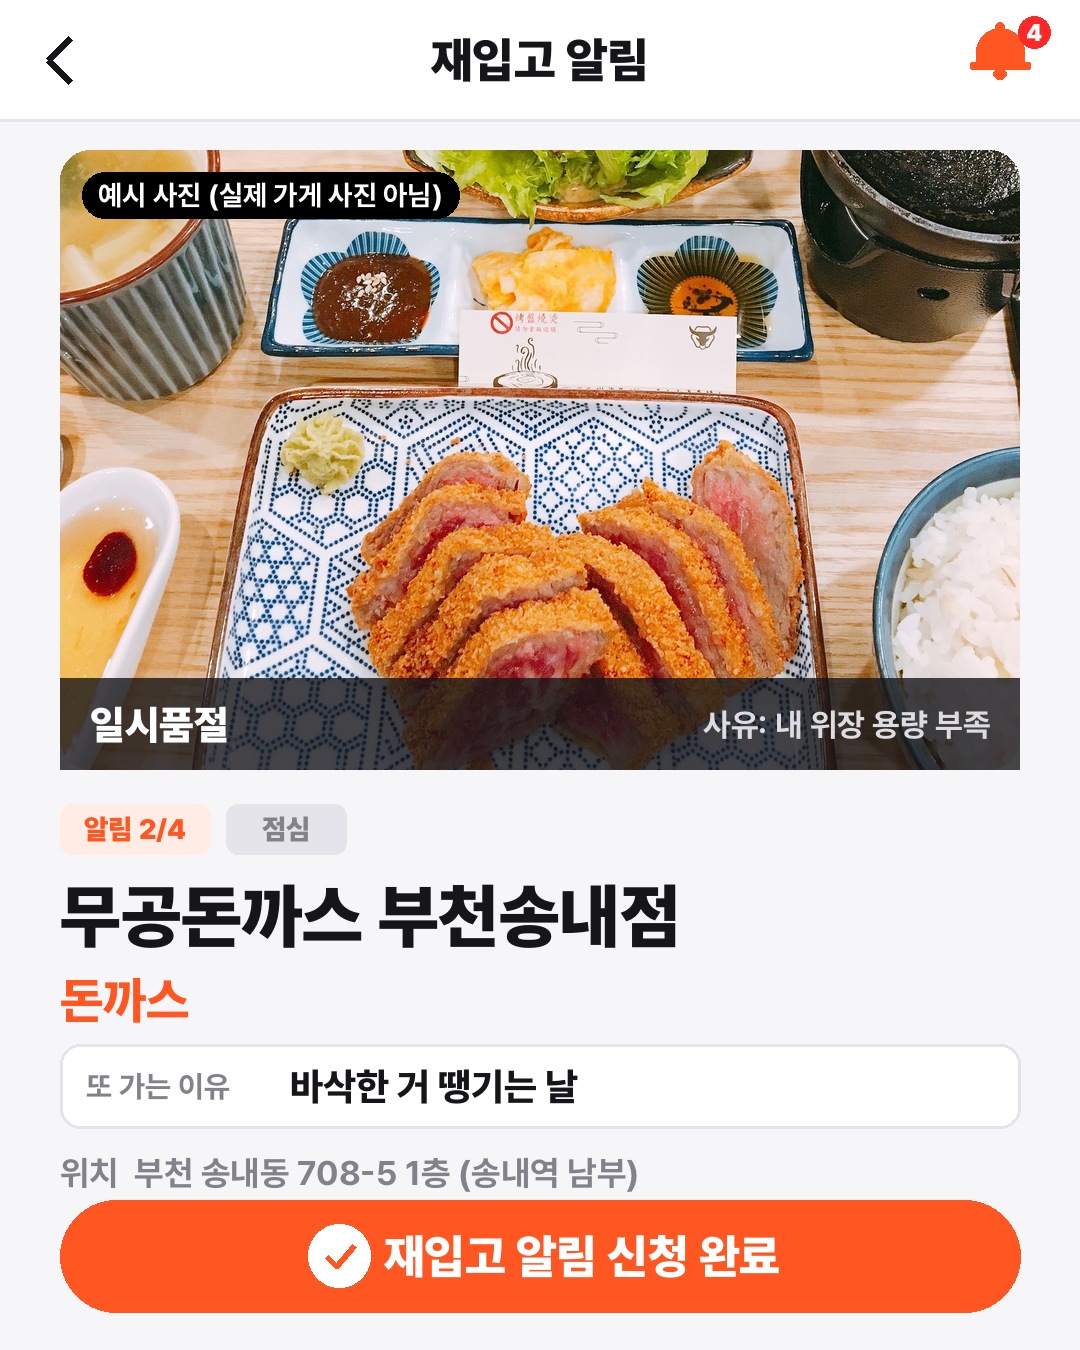 재입고 알림
4
예시 사진 (실제 가게 사진 아님)
일시품절
사유: 내 위장 용량 부족
알림 2/4
점심
무공돈까스 부천송내점
돈까스
또 가는 이유
바삭한 거 땡기는 날
위치 부천 송내동 708-5 1층 (송내역 남부)
재입고 알림 신청 완료